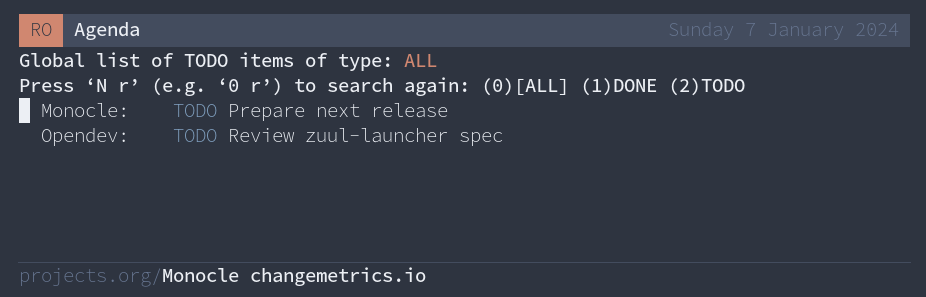 RO Agenda Sunday 7 January 2024
Global list of TODO items of type: ALL
Press ‘N r’ (e.g. ‘0 r’) to search again: (0)[ALL] (1)DONE (2)TODO
Monocle: TODO Prepare next release
Opendev: TODO Review zuul-launcher spec
projects.org/Monocle changemetrics.io